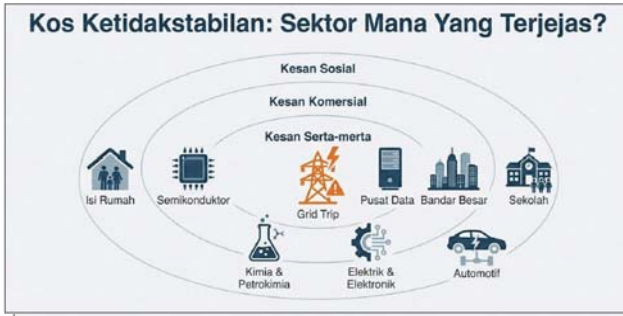 Kos Ketidakstabilan: Sektor Mana Yang Terjejas?
Kesan Sosial
Kesan Komersial
Kesan Serta-merta
Isi Rumah
Semikonduktor
Grid Trip
Pusat Data
Bandar Besar
Sekolah
Kimia &
Petrokimia
Elektrik &
Elektronik
Automotif